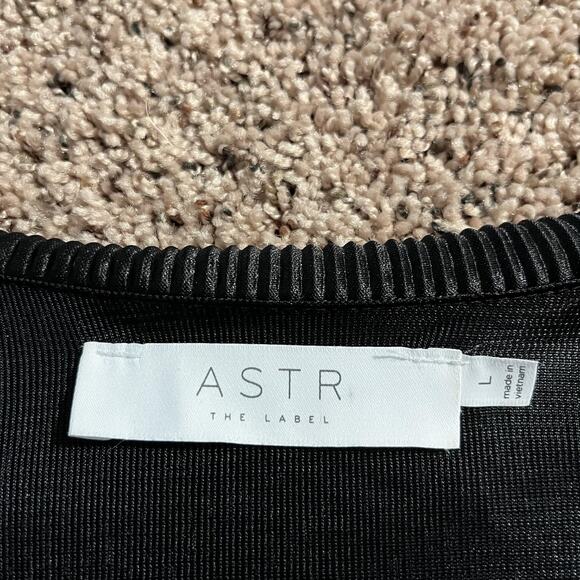 ASTR
THE LABEL
L
made in
vietnam